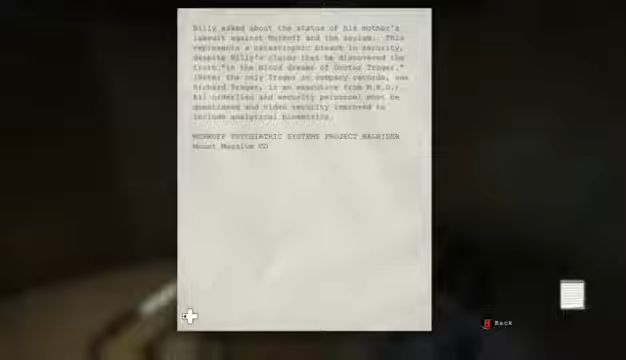 Billy asked about the status of his mother's
lawsuit against Murkoff and the asylum. This
represents a catastrophic breach in security,
despite Billy's claims that he discovered the
truth "in the blood dreams of Doctor Trager."
(Note: the only Trager on company records, one
Richard Trager, is an executive from M.R.D.)
All orderlies and security personnel must be
questioned and video security improved to
include analytical biometrics.
MURKOFF PSYCHIATRIC SYSTEMS PROJECT WALRIDER
Mount Massive CO
Back